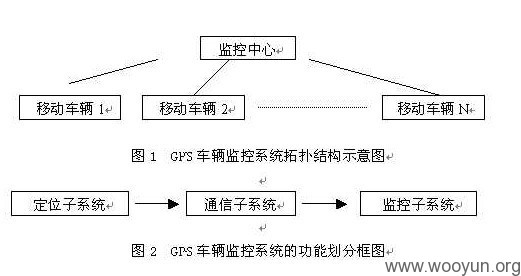 监控中心
移动车辆 1 移动车辆 2 移动车辆 N
图 1 GPS 车辆监控系统拓扑结构示意图
定位子系统 通信子系统 监控子系统
图 2 GPS 车辆监控系统的功能划分框图
www.wooyun.org